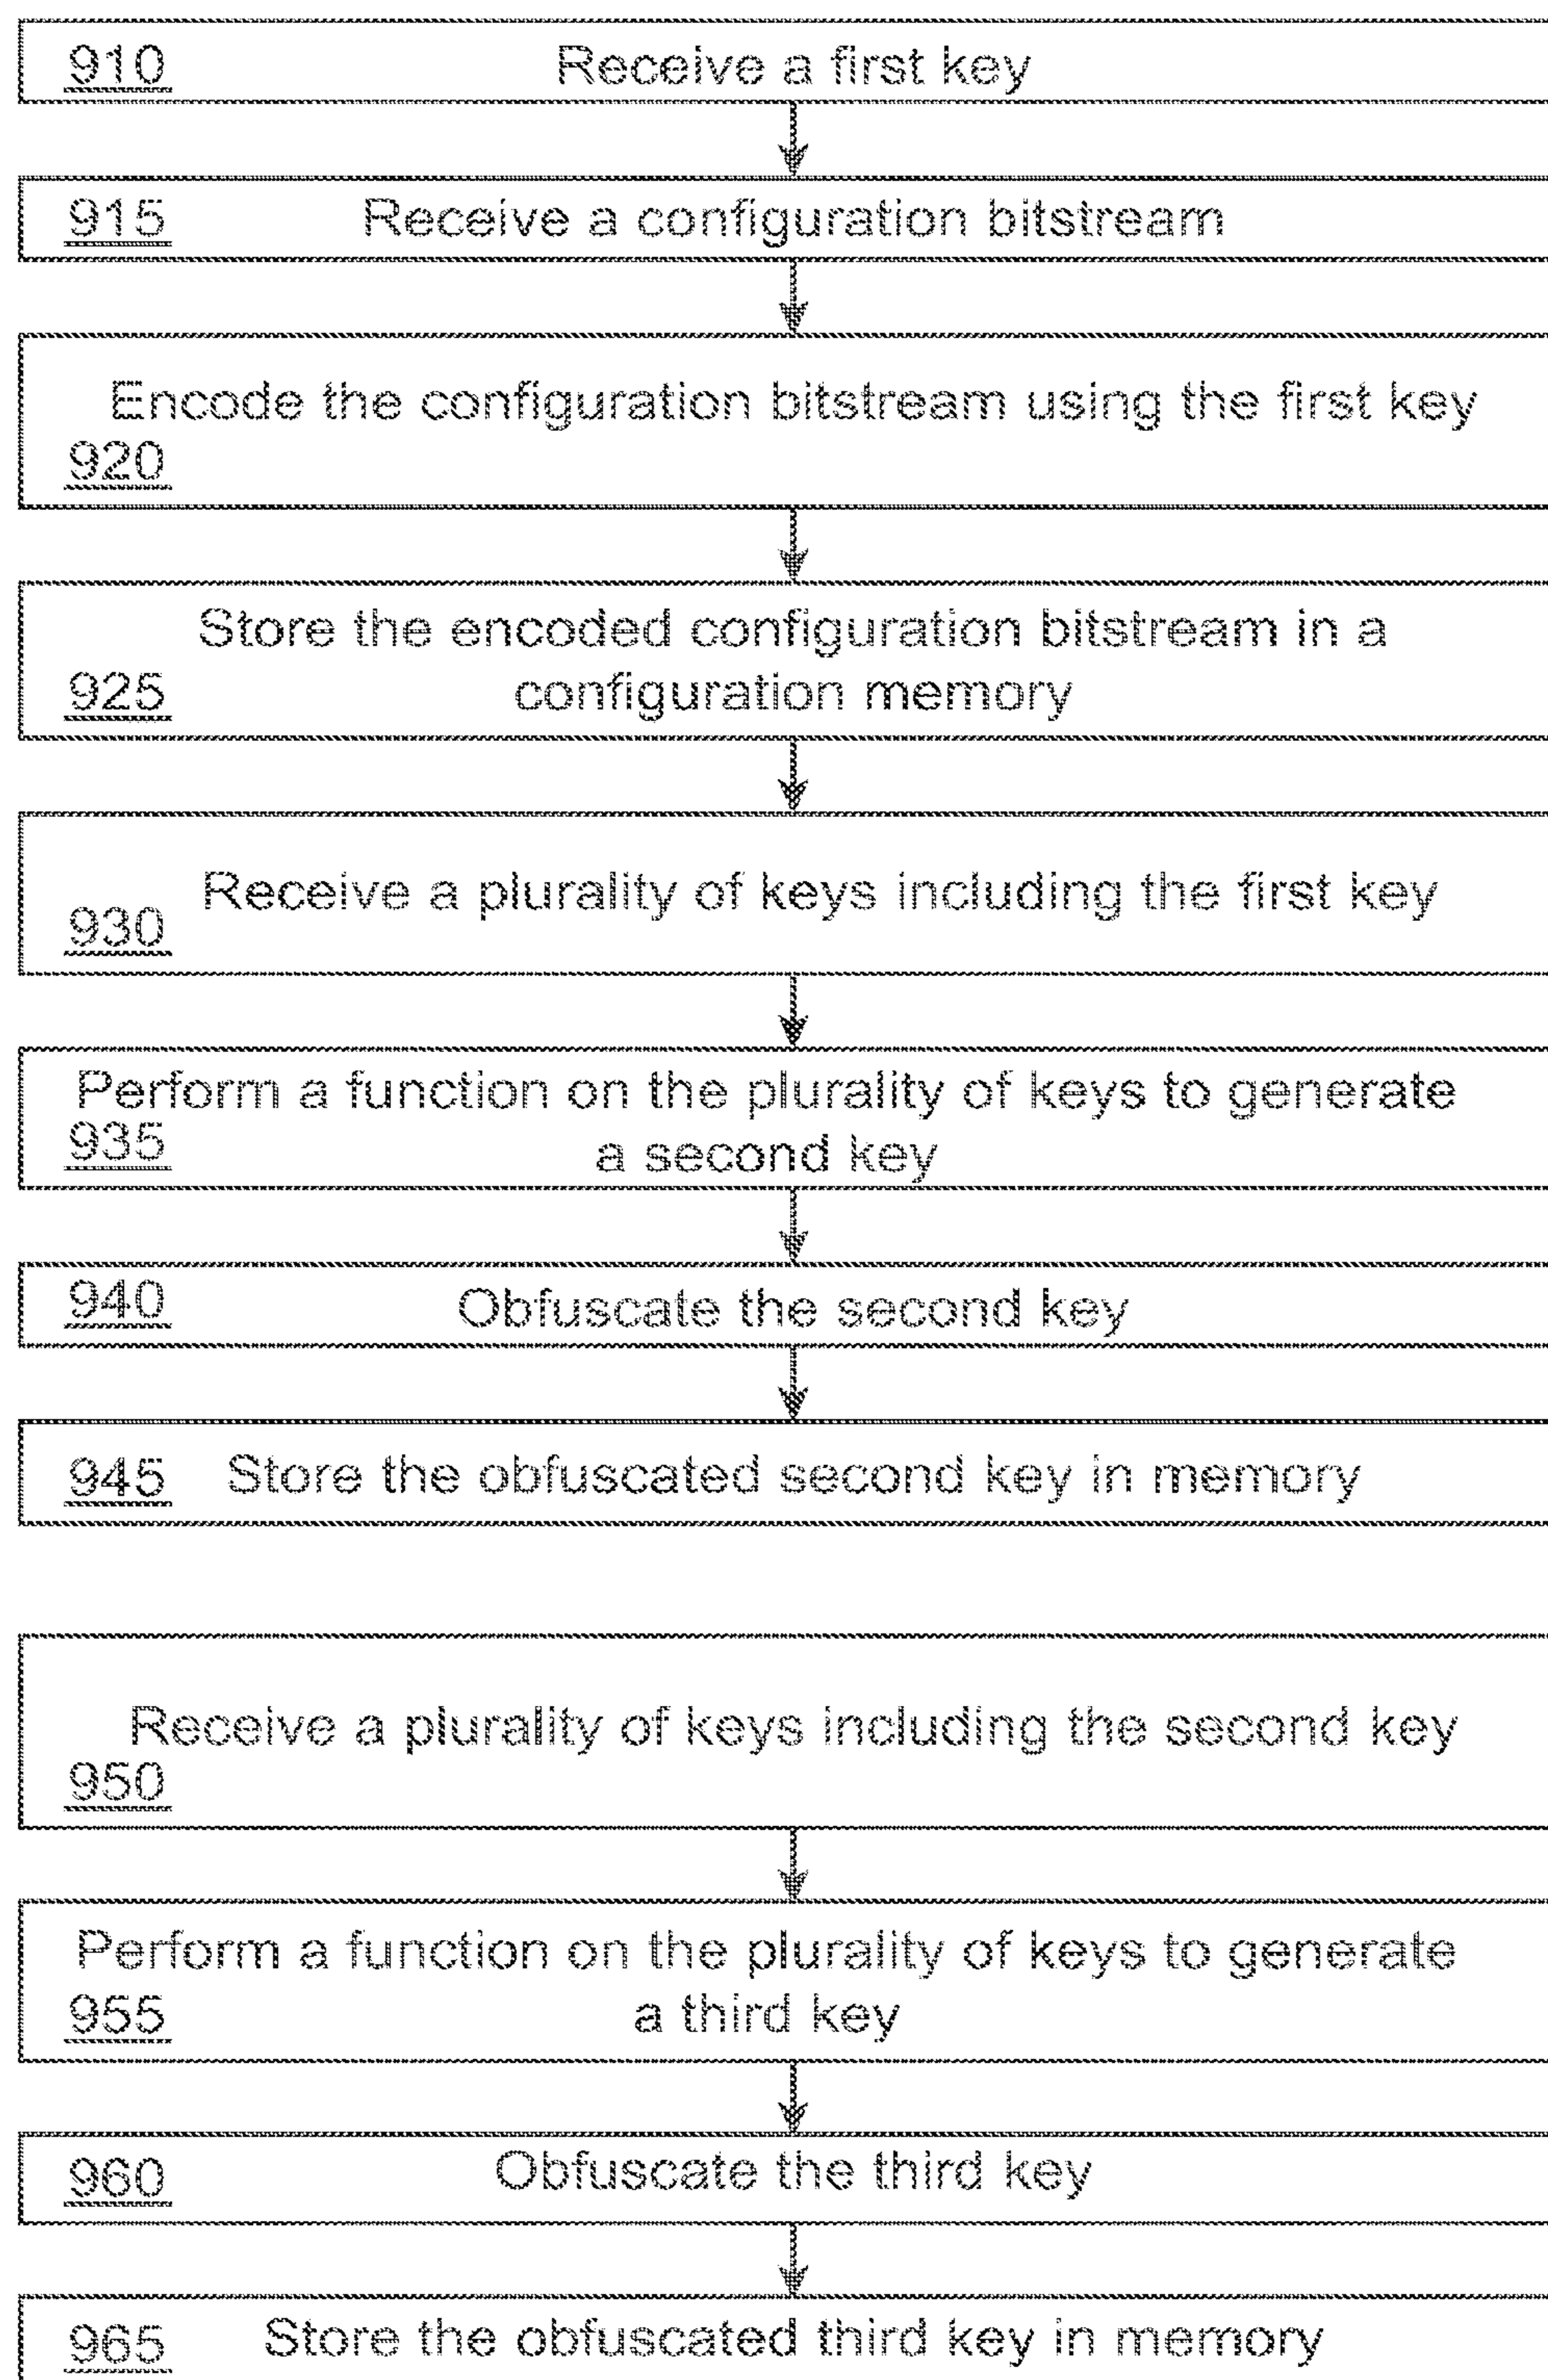 910 Receive a first key
915 Receive a configuration bitstream
Encode the configuration bitstream using the first key
920
Store the encoded configuration bitstream in a
925 configuration memory
Receive a plurality of keys including the first key
930
Perform a function on the plurality of keys to generate
935 a second key
940 Obfuscate the second key
945 Store the obfuscated second key in memory
Receive a plurality of keys including the second key
950
Perform a function on the plurality of keys to generate
955 a third key
960 Obfuscate the third key
965 Store the obfuscated third key in memory